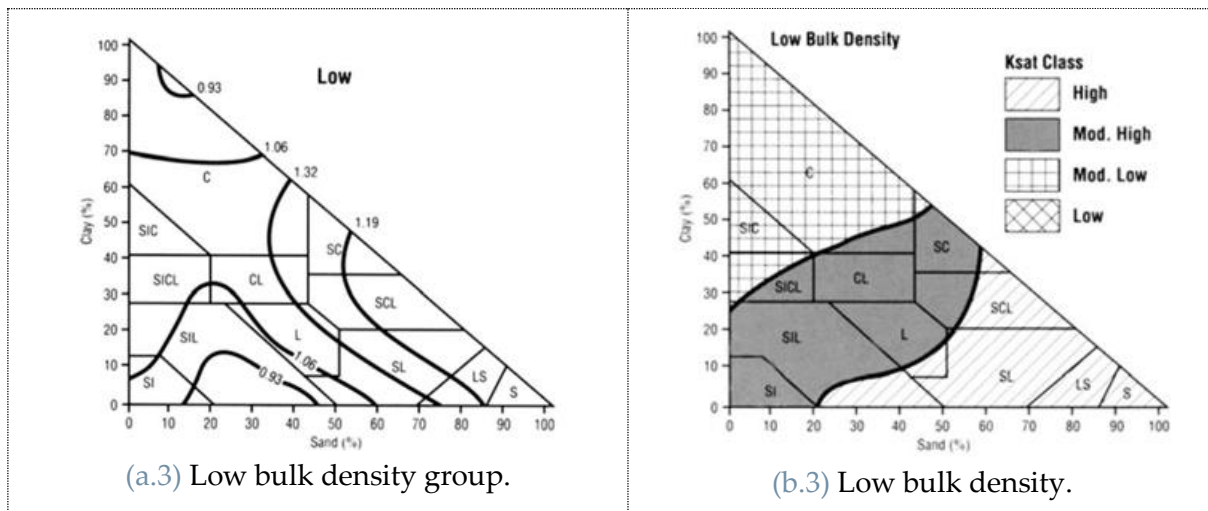 Low
100
90
80
70
60
50
40
30
20
10
0
Clay (%)
0.93
1.06
1.32
1.19
C
SIC
SC
SICL
CL
SCL
SIL
L
SL
SI
LS
S
1.06
0.93
0 10 20 30 40 50 60 70 80 90 100
Sand (%)
(a.3) Low bulk density group.
Low Bulk Density
100
90
80
70
60
50
40
30
20
10
0
Clay (%)
C
SIC
SC
SICL
CL
SCL
SIL
L
SL
SI
LS
S
0 10 20 30 40 50 60 70 80 90 100
Sand (%)
Ksat Class
High
Mod. High
Mod. Low
Low
(b.3) Low bulk density.